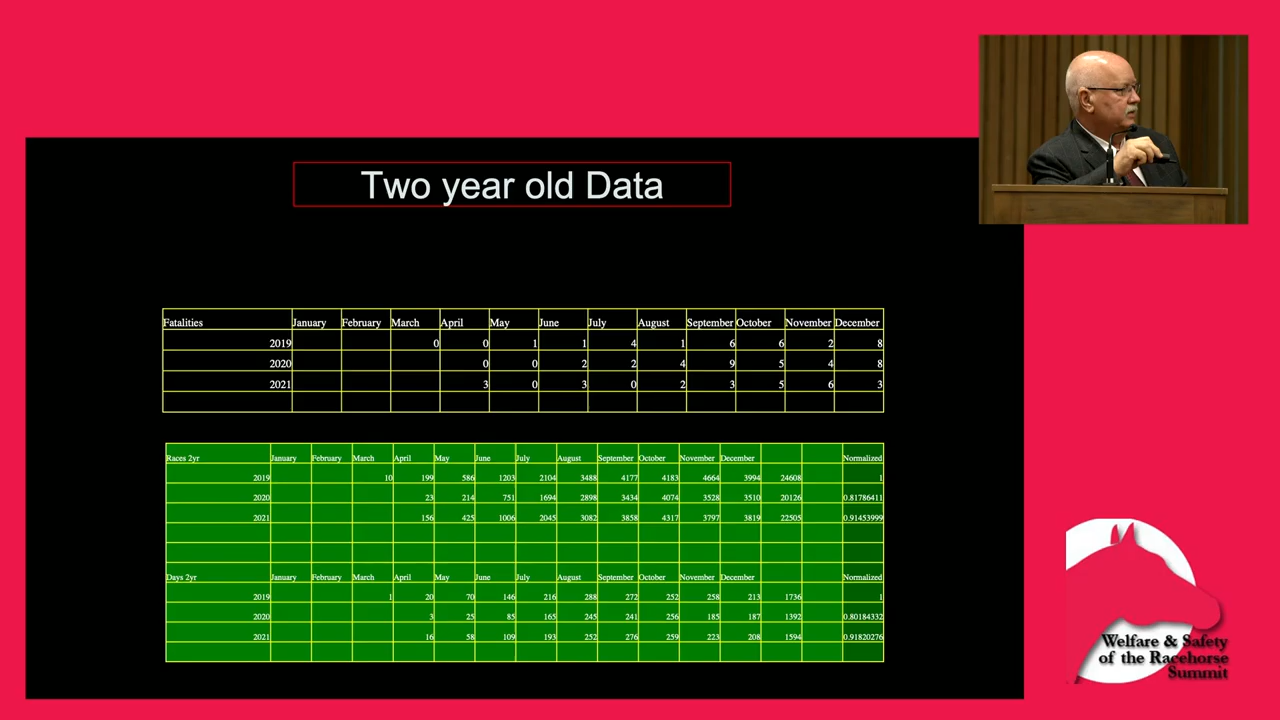 Two year old Data
Fatalities January February March April May June July August September October November December
2019 0 0 1 1 4 1 6 6 2 8
2020 0 0 2 2 4 9 5 4 8
2021 3 0 3 0 2 3 5 6 3
Races 2yr January February March April May June July August September October November December Normalized
2019 10 199 586 1203 2104 3488 4177 4183 4664 3994 24608 1
2020 23 214 751 1694 2898 3434 4074 3528 3510 20126 0.81786411
2021 156 425 1006 2045 3082 3858 4317 3797 3819 22505 0.91453999
Days 2yr January February March April May June July August September October November December Normalized
2019 1 20 70 146 216 288 272 252 258 213 1736 1
2020 3 25 85 165 245 241 256 185 187 1392 0.80184332
2021 16 58 109 193 252 276 259 223 208 1594 0.91820276
Welfare & Safety
of the Racehorse
Summit